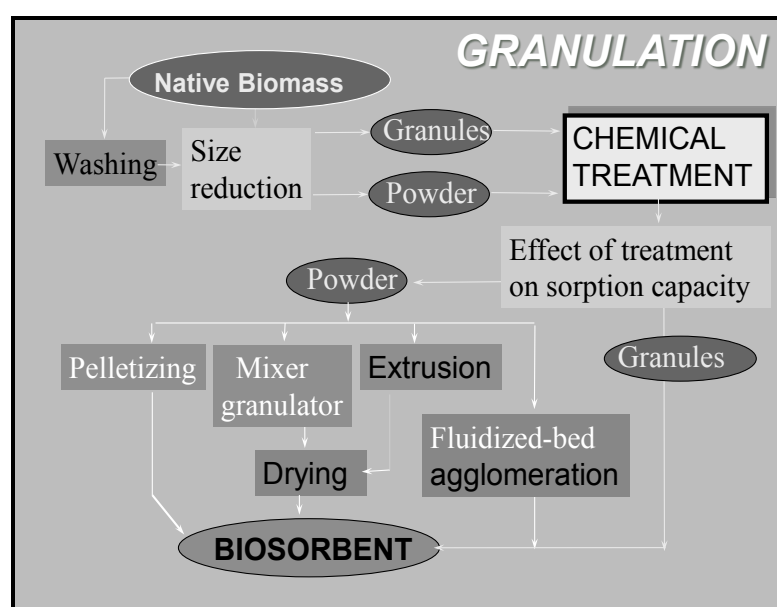 GRANULATION
Native Biomass
Washing
Size
reduction
Granules
Powder
CHEMICAL
TREATMENT
Effect of treatment
on sorption capacity
Powder
Granules
Pelletizing
Mixer
granulator
Extrusion
Fluidized-bed
agglomeration
Drying
BIOSORBENT